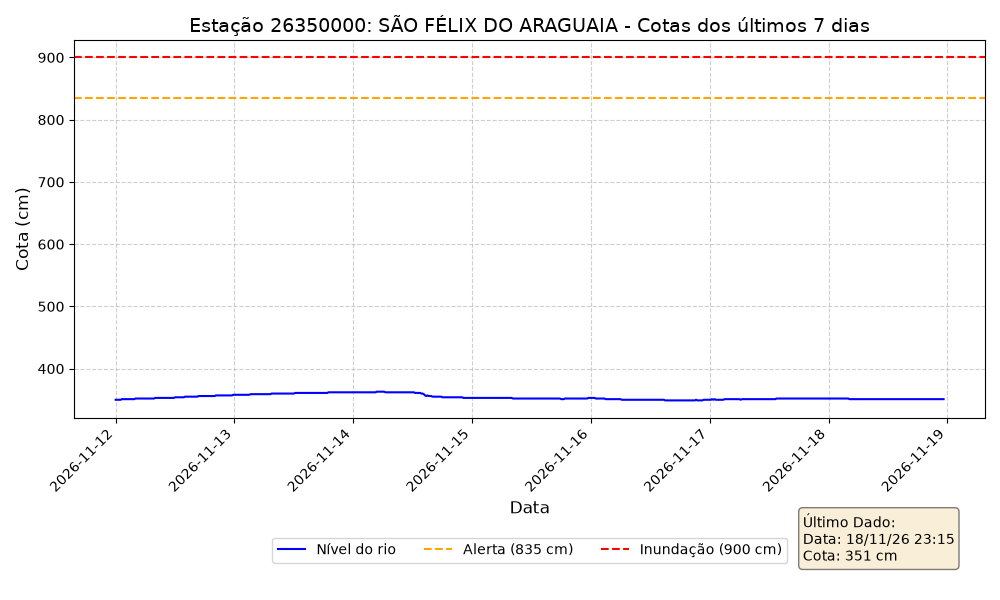 Estação 26350000: SÃO FÉLIX DO ARAGUAIA - Cotas dos últimos 7 dias
Cota (cm)
900
800
700
600
500
400
2026-11-12
2026-11-13
2026-11-14
2026-11-15
2026-11-16
2026-11-17
2026-11-18
2026-11-19
Data
Nível do rio
Alerta (835 cm)
Inundação (900 cm)
Último Dado:
Data: 18/11/26 23:15
Cota: 351 cm